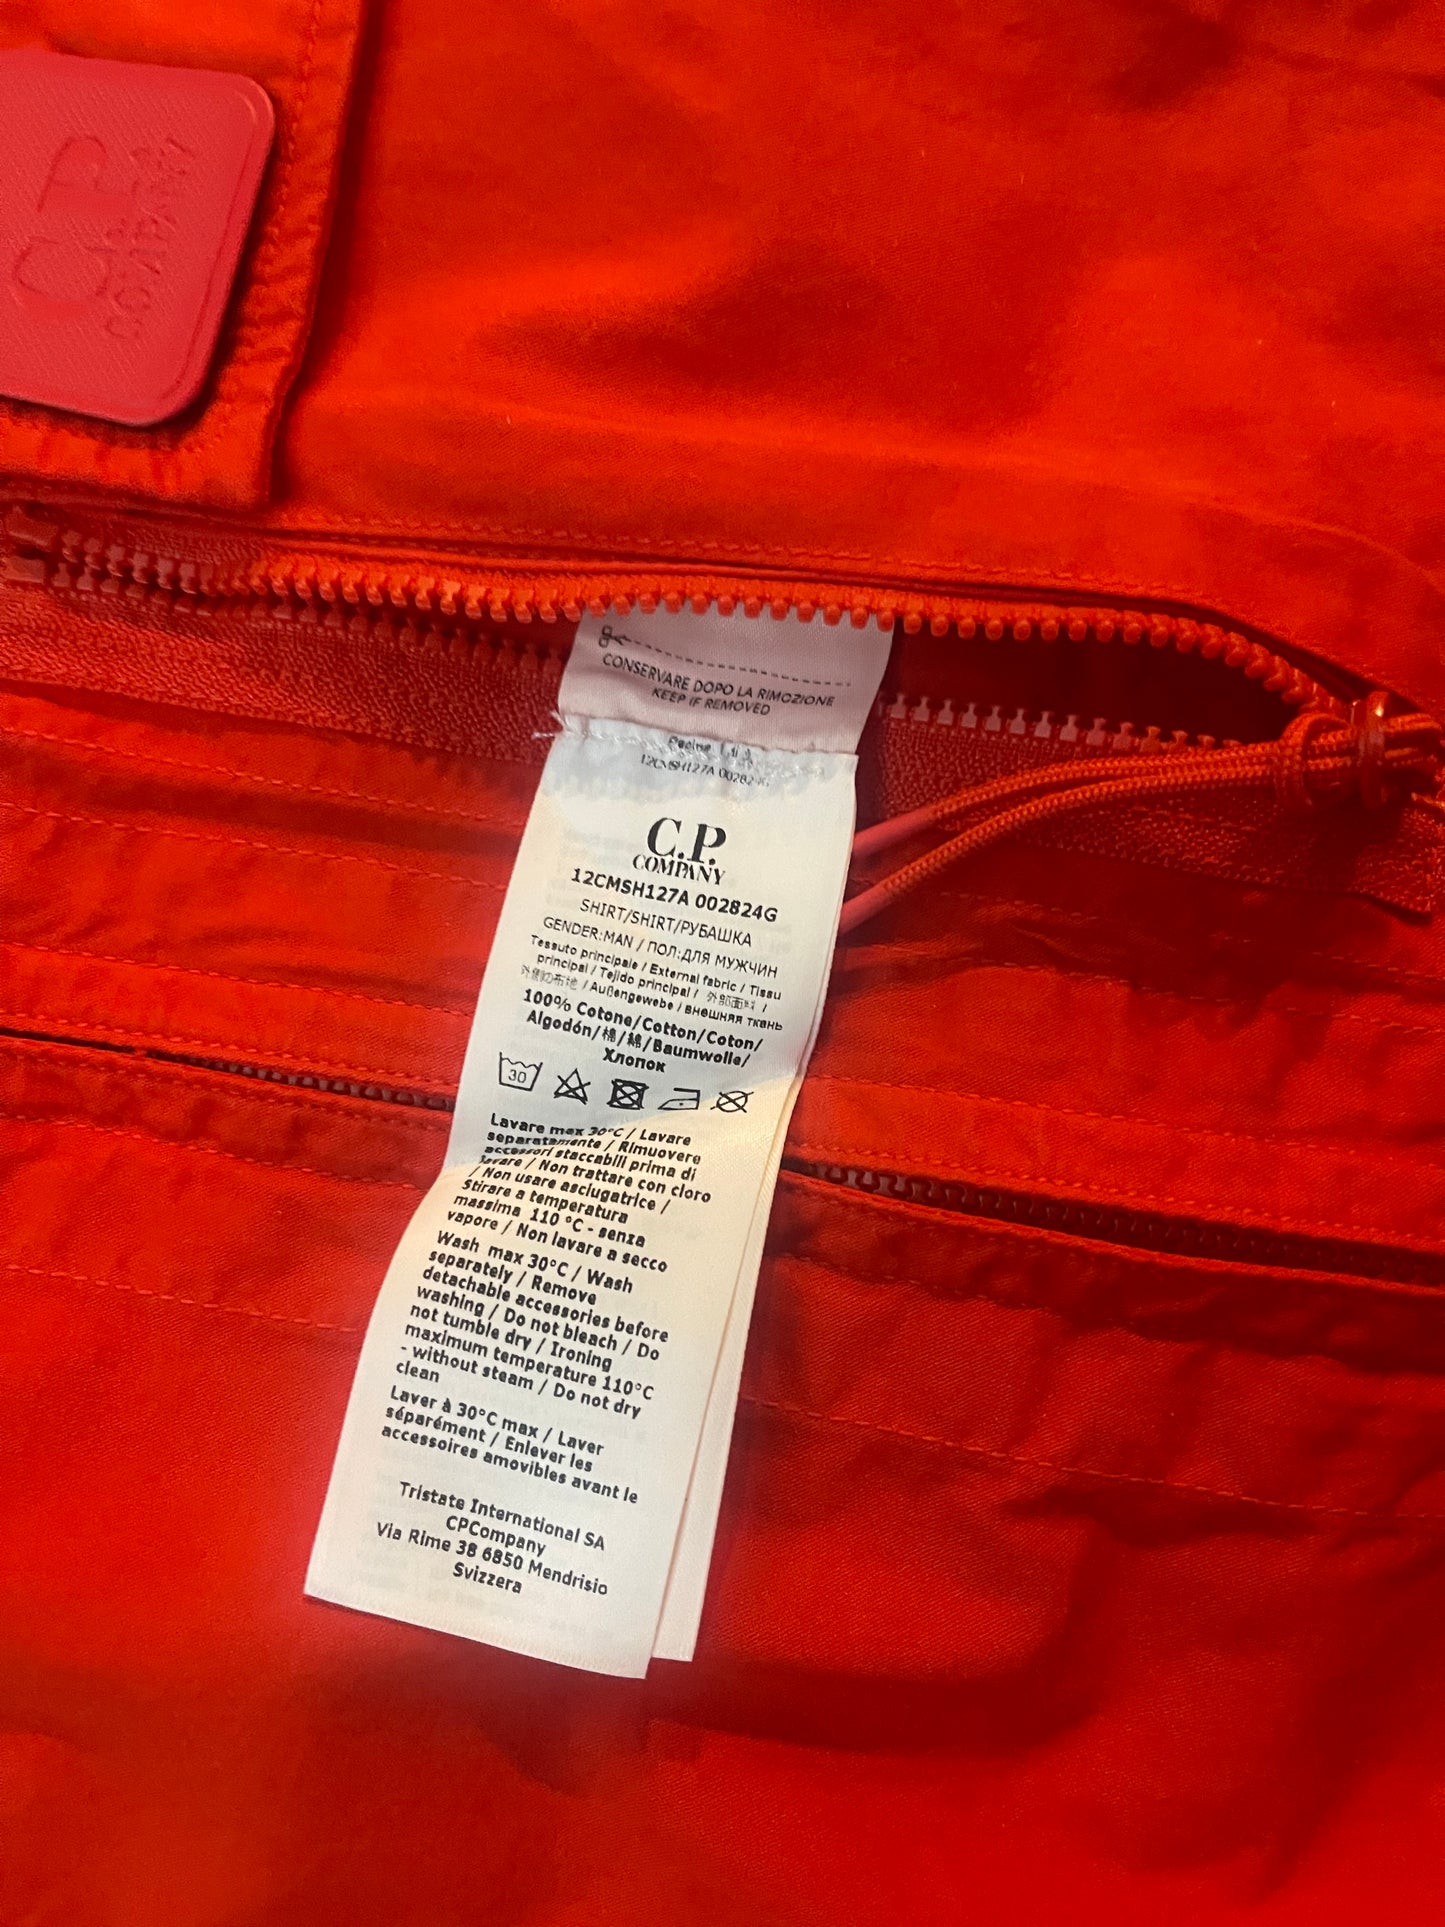 C.P.
COMPANY
CONSERVARE DOPO LA RIMOZIONE
KEEP IF REMOVED
12CMSH127A 002824G
C.P.
COMPANY
12CMSH127A 002824G
SHIRT/SHIRT/РУБАШКА
GENDER:MAN / ПОЛ:ДЛЯ МУЖЧИН
Tessuto principale / External fabric / Tissu
principal / Tejido principal / 外部面料 /
外側の布地 / Außengewebe / внешняя ткань
100% Cotone/Cotton/Coton/
Algodón/棉/綿/Baumwolle/
Хлопок
30
Lavare max 30°C / Lavare
separatamente / Rimuovere
accessori staccabili prima di
lavare / Non trattare con cloro
/ Non usare asciugatrice /
Stirare a temperatura
massima 110 °C - senza
vapore / Non lavare a secco
Wash max 30°C / Wash
separately / Remove
detachable accessories before
washing / Do not bleach / Do
not tumble dry / Ironing
maximum temperature 110°C
- without steam / Do not dry
clean
Laver à 30°C max / Laver
séparément / Enlever les
accessoires amovibles avant le
Tristate International SA
CPCompany
Via Rime 38 6850 Mendrisio
Svizzera